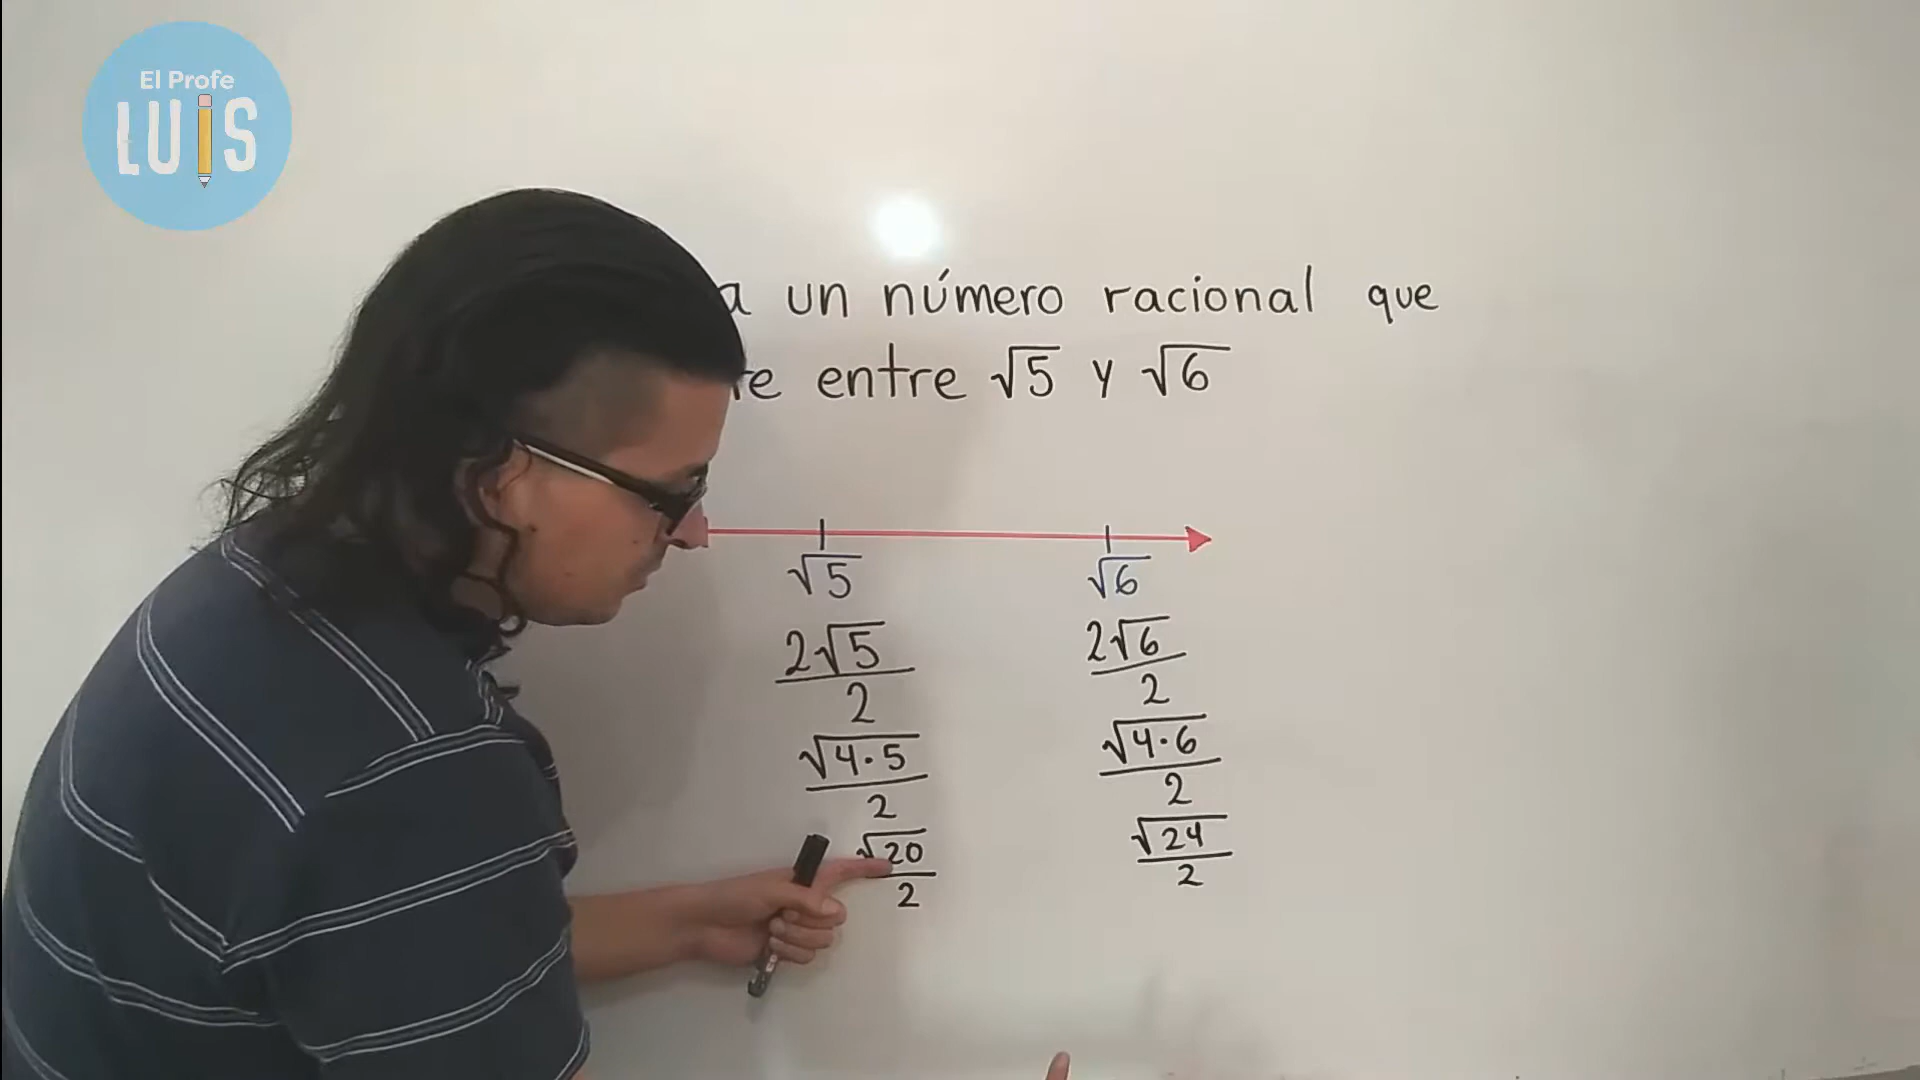 El Profe
LUIS
un número racional que
entre √5 y √6
√5 √6
2√5/2 2√6/2
√4·5/2 √4·6/2
√20/2 √24/2